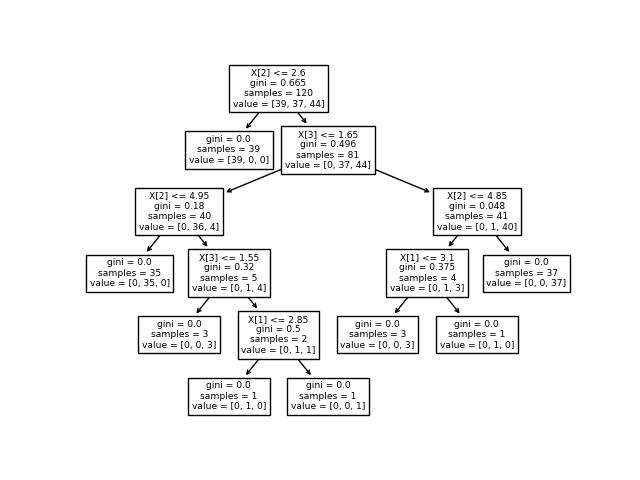 X[2] <= 2.6
gini = 0.665
samples = 120
value = [39, 37, 44]
gini = 0.0
samples = 39
value = [39, 0, 0]
X[3] <= 1.65
gini = 0.496
samples = 81
value = [0, 37, 44]
X[2] <= 4.95
gini = 0.18
samples = 40
value = [0, 36, 4]
X[2] <= 4.85
gini = 0.048
samples = 41
value = [0, 1, 40]
gini = 0.0
samples = 35
value = [0, 35, 0]
X[3] <= 1.55
gini = 0.32
samples = 5
value = [0, 1, 4]
X[1] <= 3.1
gini = 0.375
samples = 4
value = [0, 1, 3]
gini = 0.0
samples = 37
value = [0, 0, 37]
gini = 0.0
samples = 3
value = [0, 0, 3]
X[1] <= 2.85
gini = 0.5
samples = 2
value = [0, 1, 1]
gini = 0.0
samples = 3
value = [0, 0, 3]
gini = 0.0
samples = 1
value = [0, 1, 0]
gini = 0.0
samples = 1
value = [0, 1, 0]
gini = 0.0
samples = 1
value = [0, 0, 1]